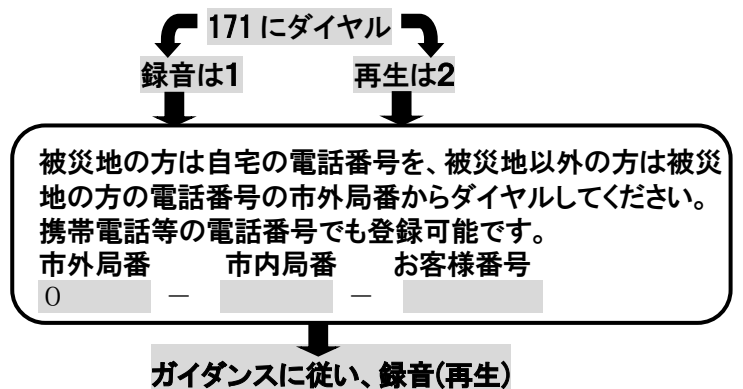 171 にダイヤル
録音は1 再生は2
被災地の方は自宅の電話番号を、被災地以外の方は被災
地の方の電話番号の市外局番からダイヤルしてください。
携帯電話等の電話番号でも登録可能です。
市外局番 市内局番 お客様番号
0 － －
ガイダンスに従い、録音(再生)